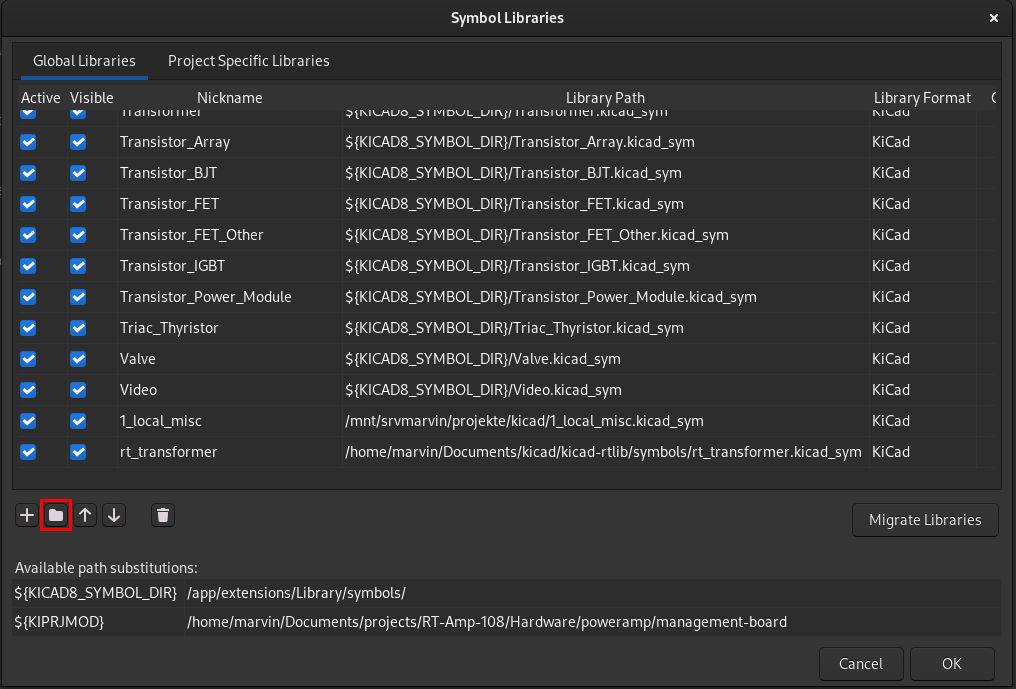 Symbol Libraries
Global Libraries Project Specific Libraries
Active Visible Nickname Library Path Library Format
Transformer ${KICAD8_SYMBOL_DIR}/Transformer.kicad_sym KiCad
Transistor_Array ${KICAD8_SYMBOL_DIR}/Transistor_Array.kicad_sym KiCad
Transistor_BJT ${KICAD8_SYMBOL_DIR}/Transistor_BJT.kicad_sym KiCad
Transistor_FET ${KICAD8_SYMBOL_DIR}/Transistor_FET.kicad_sym KiCad
Transistor_FET_Other ${KICAD8_SYMBOL_DIR}/Transistor_FET_Other.kicad_sym KiCad
Transistor_IGBT ${KICAD8_SYMBOL_DIR}/Transistor_IGBT.kicad_sym KiCad
Transistor_Power_Module ${KICAD8_SYMBOL_DIR}/Transistor_Power_Module.kicad_sym KiCad
Triac_Thyristor ${KICAD8_SYMBOL_DIR}/Triac_Thyristor.kicad_sym KiCad
Valve ${KICAD8_SYMBOL_DIR}/Valve.kicad_sym KiCad
Video ${KICAD8_SYMBOL_DIR}/Video.kicad_sym KiCad
1_local_misc /mnt/srvmarvin/projekte/kicad/1_local_misc.kicad_sym KiCad
rt_transformer /home/marvin/Documents/kicad/kicad-rtlib/symbols/rt_transformer.kicad_sym KiCad
Migrate Libraries
Available path substitutions:
${KICAD8_SYMBOL_DIR} /app/extensions/Library/symbols/
${KIPRJMOD} /home/marvin/Documents/projects/RT-Amp-108/Hardware/poweramp/management-board
Cancel OK